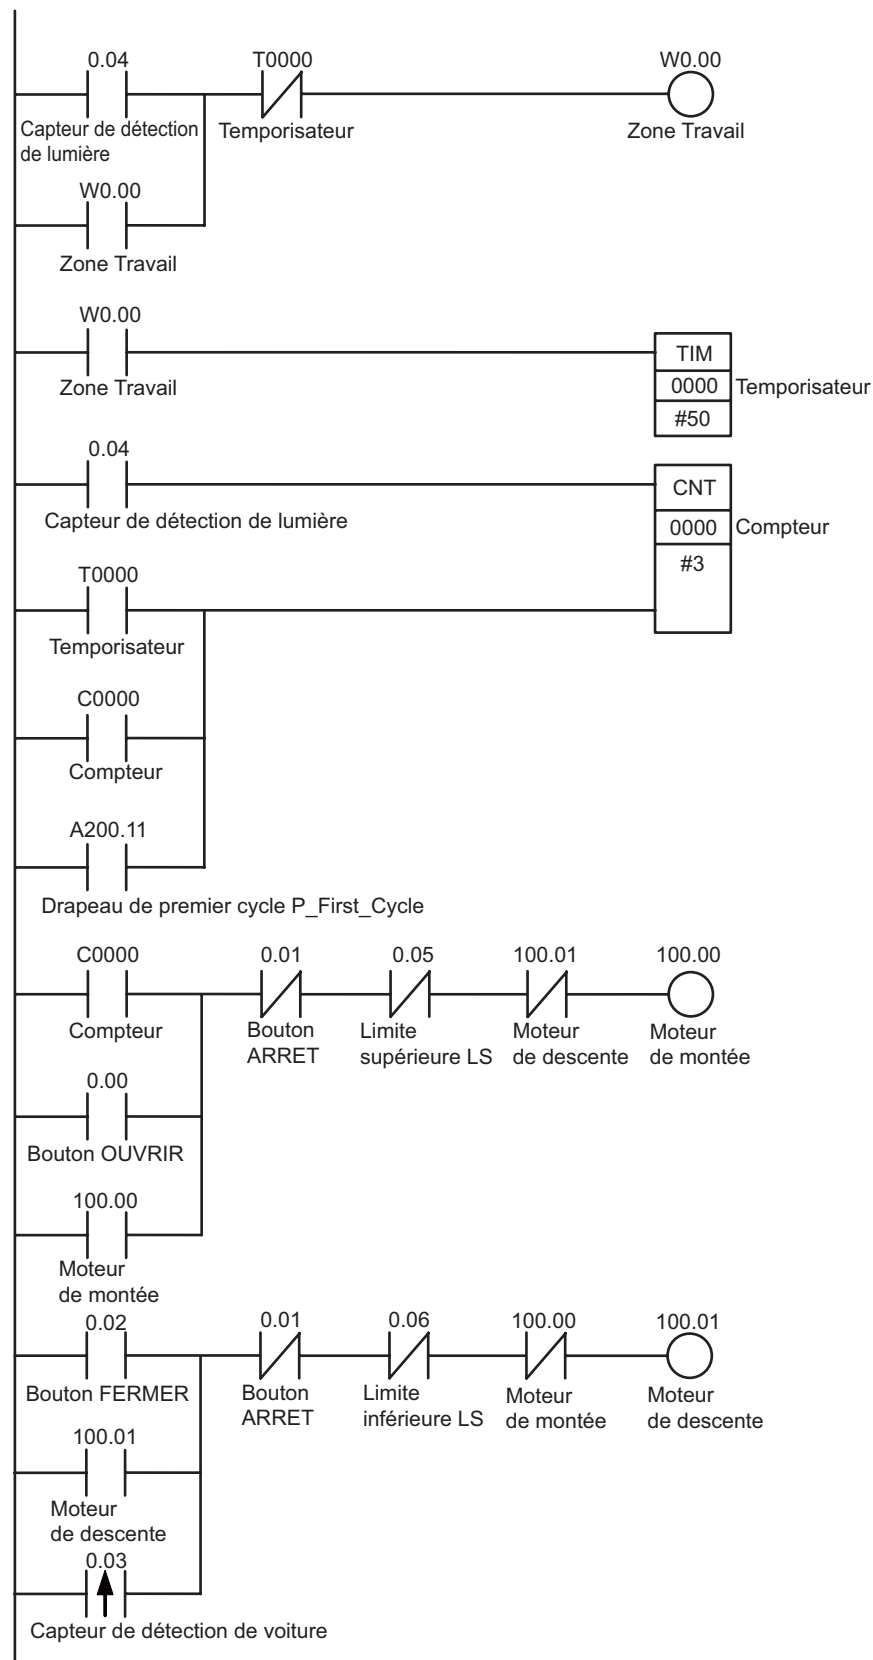 0.04 T0000 W0.00
Capteur de détection
de lumière
Temporisateur
Zone Travail
W0.00
Zone Travail
W0.00
Zone Travail
TIM
0000 Temporisateur
#50
0.04
Capteur de détection de lumière
CNT
0000 Compteur
#3
T0000
Temporisateur
C0000
Compteur
A200.11
Drapeau de premier cycle P_First_Cycle
C0000 0.01 0.05 100.01 100.00
Compteur
Bouton
ARRET
Limite
supérieure LS
Moteur
de descente
Moteur
de montée
0.00
Bouton OUVRIR
100.00
Moteur
de montée
0.02 0.01 0.06 100.00 100.01
Bouton FERMER
Bouton
ARRET
Limite
inférieure LS
Moteur
de montée
Moteur
de descente
100.01
Moteur
de descente
0.03
Capteur de détection de voiture